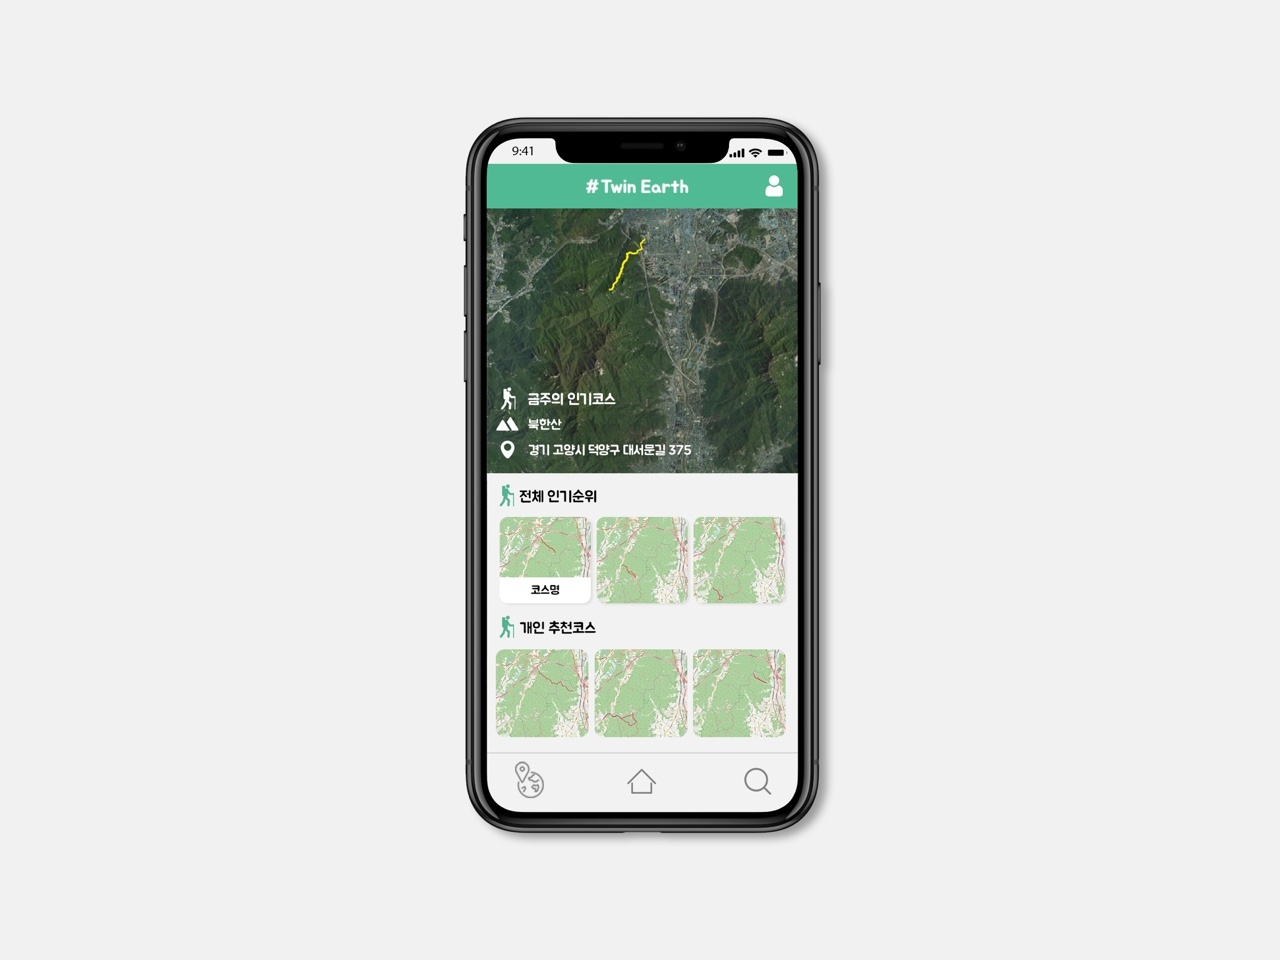 9:41
#Twin Earth
금주의 인기코스
북한산
경기 고양시 덕양구 대서문길 375
전체 인기순위
코스명
개인 추천코스